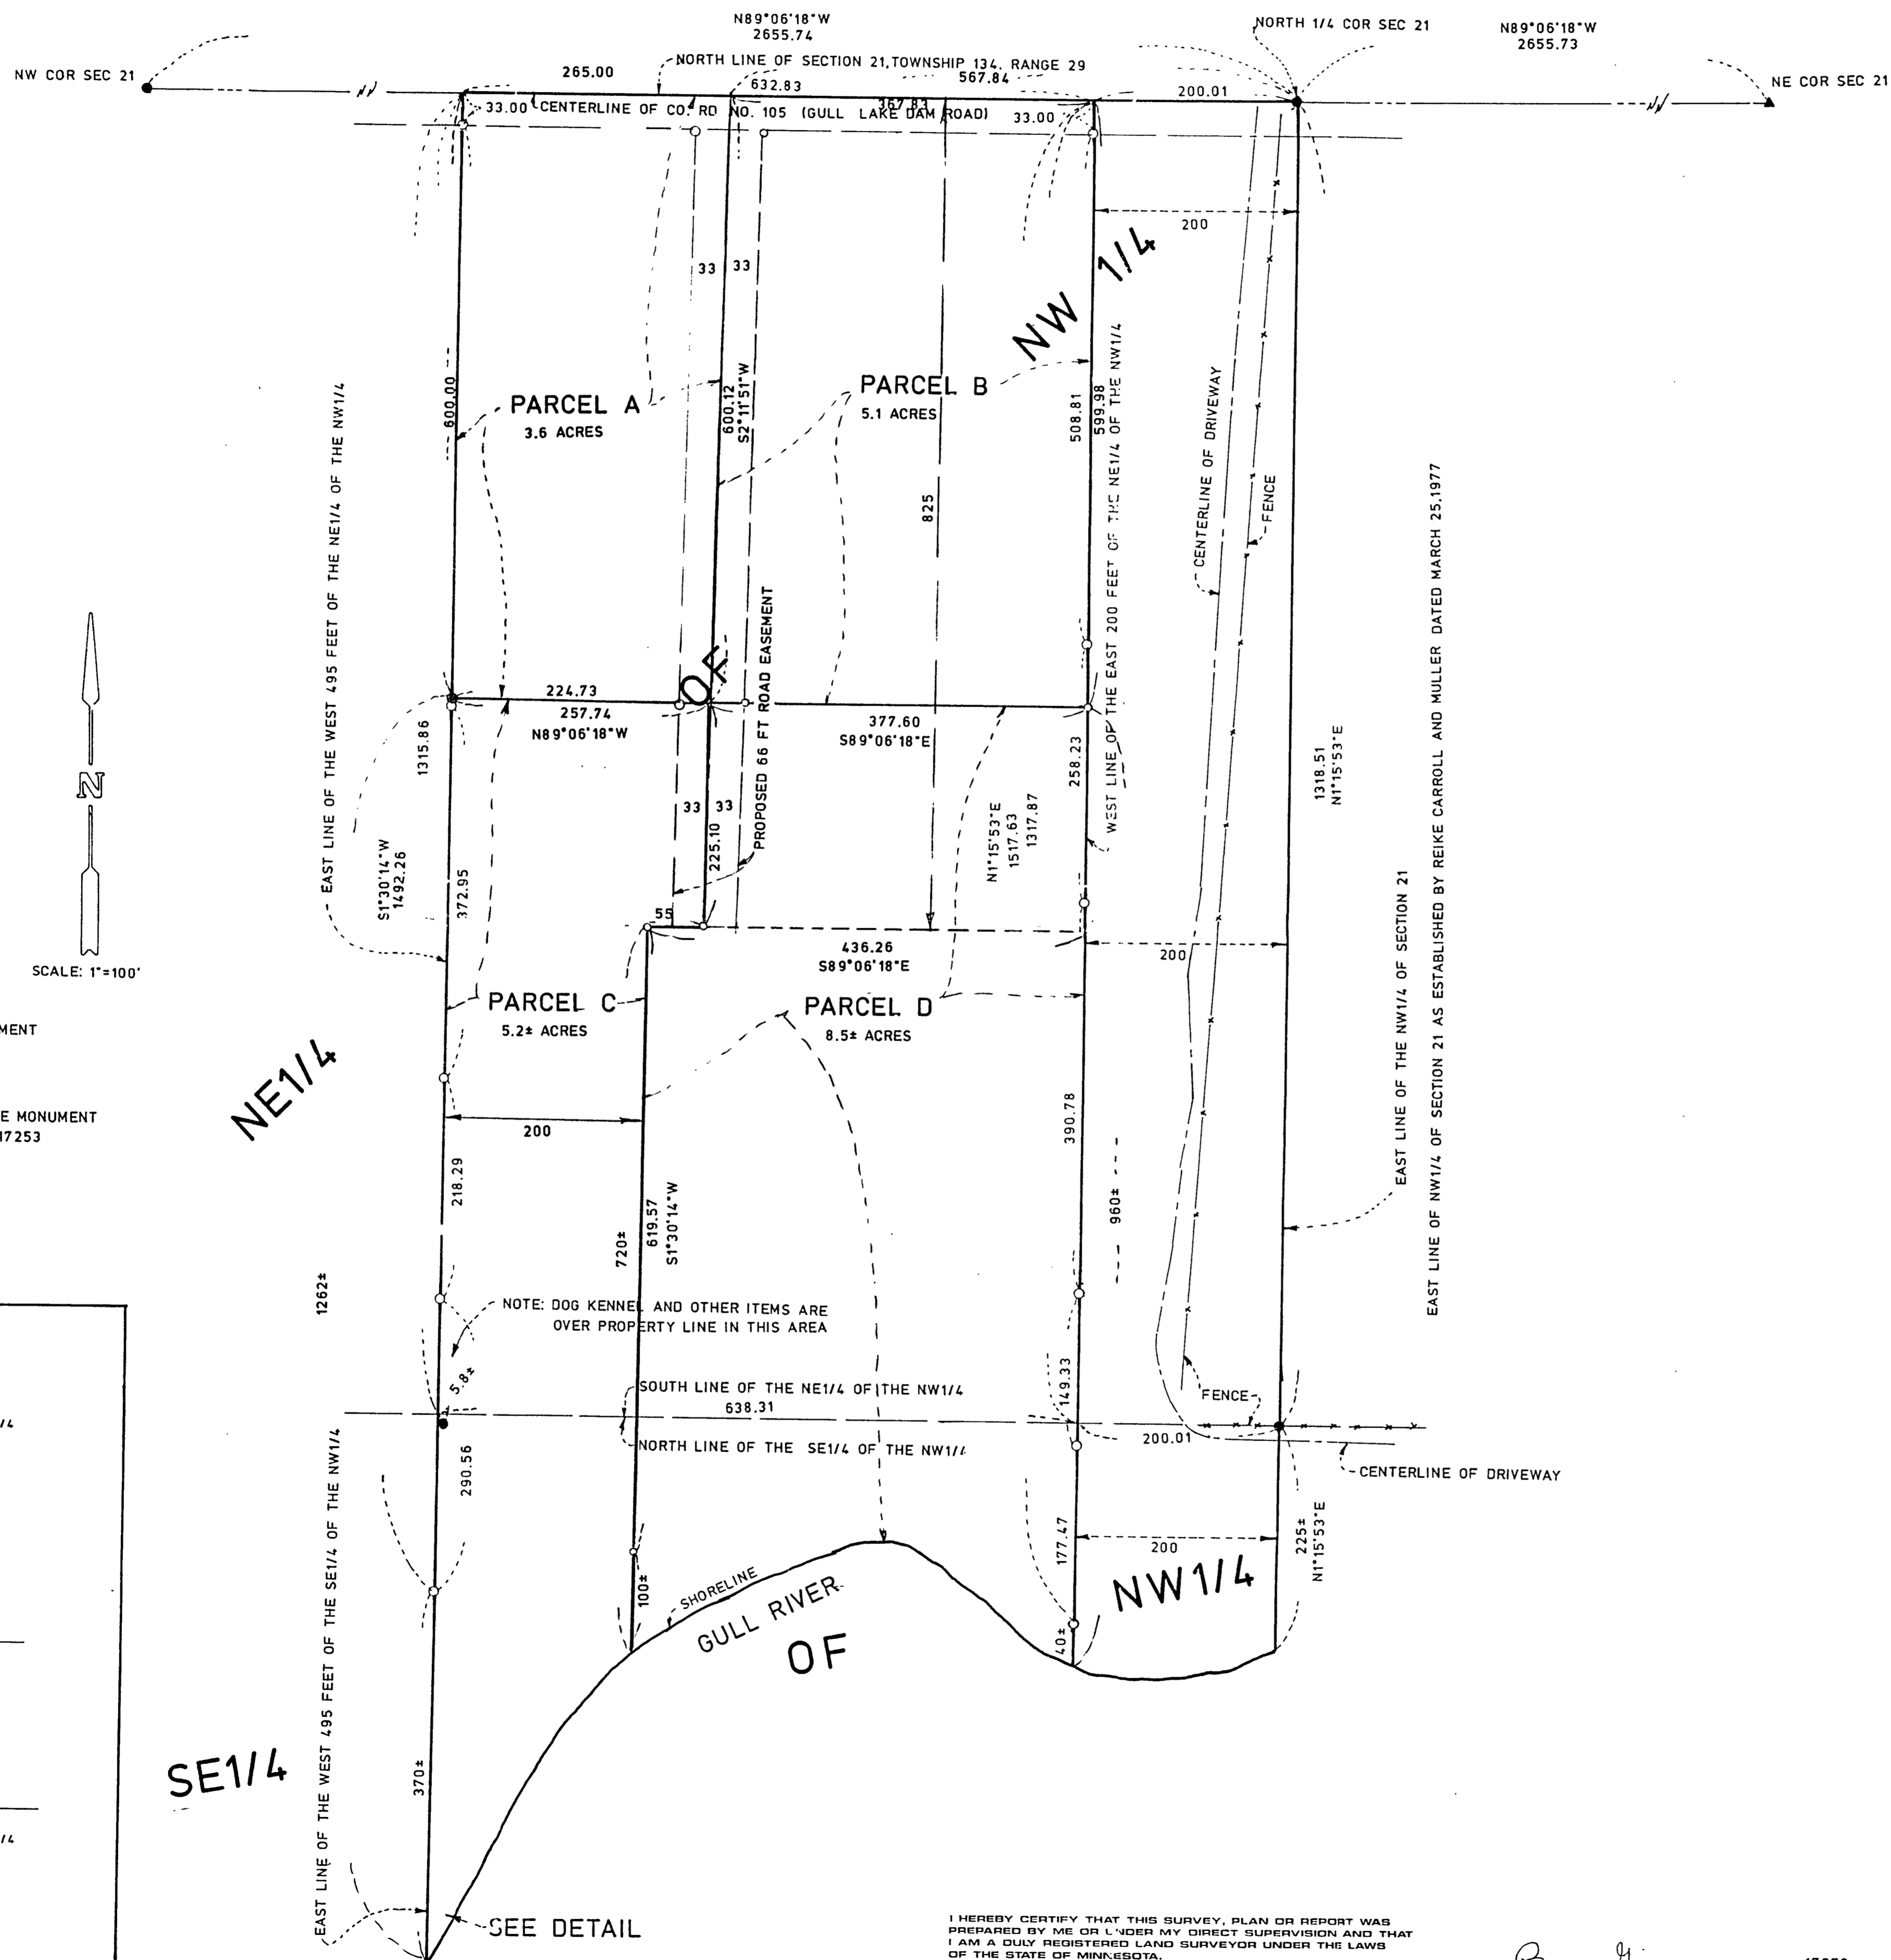 N89°06'18"W
2655.74
NORTH 1/4 COR SEC 21
N89°06'18"W
2655.73
NW COR SEC 21
NORTH LINE OF SECTION 21, TOWNSHIP 134, RANGE 29
NE COR SEC 21
265.00
567.84
632.83
200.01
33.00
CENTERLINE OF CO. RD NO. 105 (GULL LAKE DAM ROAD)
367.83
33.00
200
33
33
NW 1/4
600.00
PARCEL A
3.6 ACRES
600.12
S2°11'51"W
PARCEL B
5.1 ACRES
508.81
599.98
825
EAST LINE OF THE WEST 495 FEET OF THE NE1/4 OF THE NW1/4
WEST LINE OF THE EAST 200 FEET OF THE NE1/4 OF THE NW1/4
CENTERLINE OF DRIVEWAY
FENCE
EAST LINE OF NW1/4 OF SECTION 21 AS ESTABLISHED BY REIKE CARROLL AND MULLER DATED MARCH 25,1977
EAST LINE OF THE NW1/4 OF SECTION 21
OF
PROPOSED 66 FT ROAD EASEMENT
224.73
257.74
N89°06'18"W
377.60
S89°06'18"E
1315.86
258.23
1318.51
N1°15'53"E
N
SCALE: 1"=100'
33
33
225.10
N1°15'53"E
1517.63
1317.87
S1°30'14"W
1492.26
372.95
55
436.26
S89°06'18"E
200
PARCEL C
5.2± ACRES
PARCEL D
8.5± ACRES
MENT
NE1/4
E MONUMENT
17253
200
390.78
218.29
720±
619.57
S1°30'14"W
960±
1262±
NOTE: DOG KENNEL AND OTHER ITEMS ARE
OVER PROPERTY LINE IN THIS AREA
5.8±
149.33
SOUTH LINE OF THE NE1/4 OF THE NW1/4
638.31
FENCE
200.01
NORTH LINE OF THE SE1/4 OF THE NW1/4
CENTERLINE OF DRIVEWAY
/4
290.56
177.47
200
225±
N1°15'53"E
100±
SHORELINE
GULL RIVER
NW1/4
OF
40±
EAST LINE OF THE WEST 495 FEET OF THE SE1/4 OF THE NW1/4
SE1/4
370±
/4
SEE DETAIL
I HEREBY CERTIFY THAT THIS SURVEY, PLAN OR REPORT WAS
PREPARED BY ME OR UNDER MY DIRECT SUPERVISION AND THAT
I AM A DULY REGISTERED LAND SURVEYOR UNDER THE LAWS
OF THE STATE OF MINNESOTA.